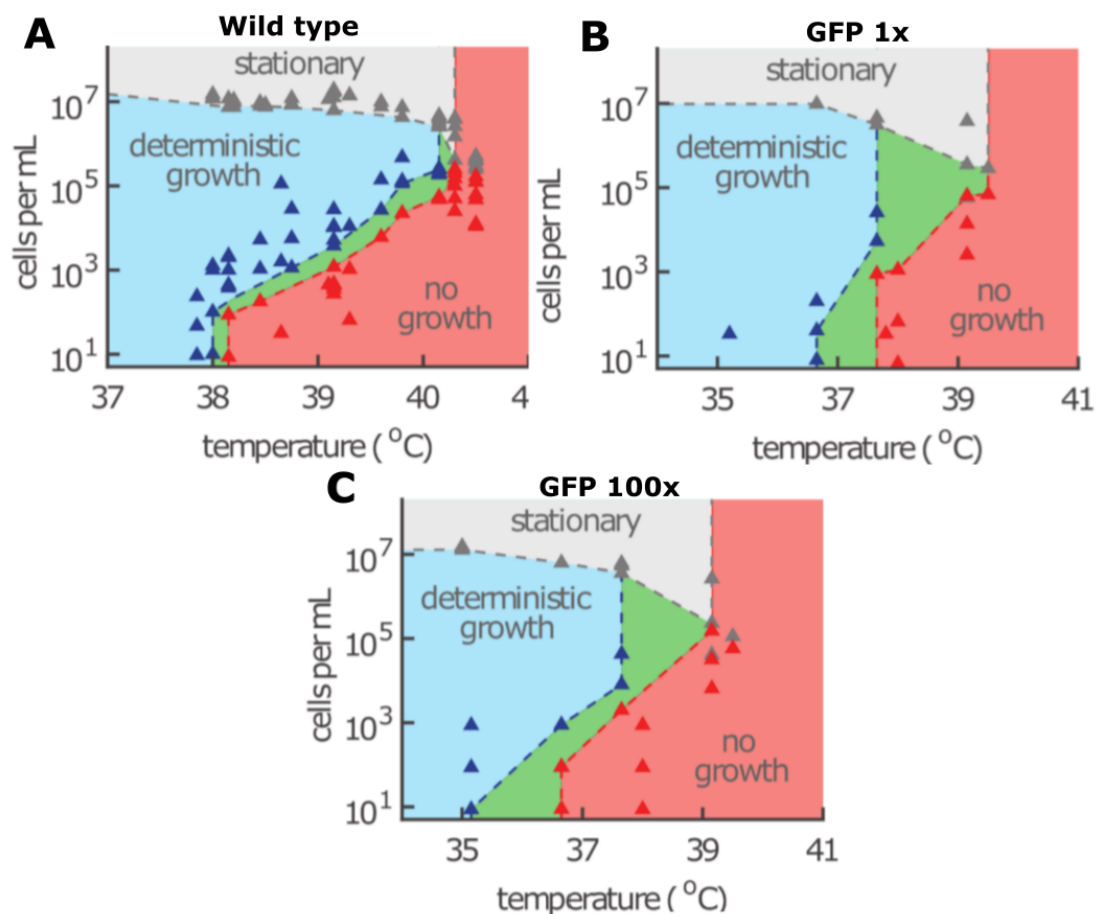 A
Wild type
stationary
deterministic
growth
no
growth
cells per mL
10^7
10^5
10^3
10^1
37 38 39 40 4
temperature ( °C)
B
GFP 1x
stationary
deterministic
growth
no
growth
cells per mL
10^7
10^5
10^3
10^1
35 37 39 41
temperature ( °C)
C
GFP 100x
stationary
deterministic
growth
no
growth
cells per mL
10^7
10^5
10^3
10^1
35 37 39 41
temperature ( °C)